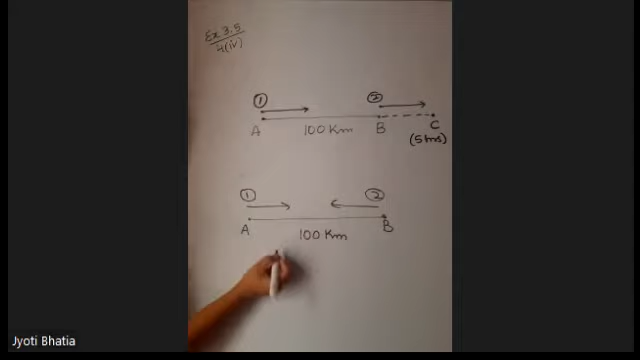 Ex 3.5
4(iv)
① ②
A 100 Km B C
(5 hrs)
① ②
A 100 Km B
Jyoti Bhatia